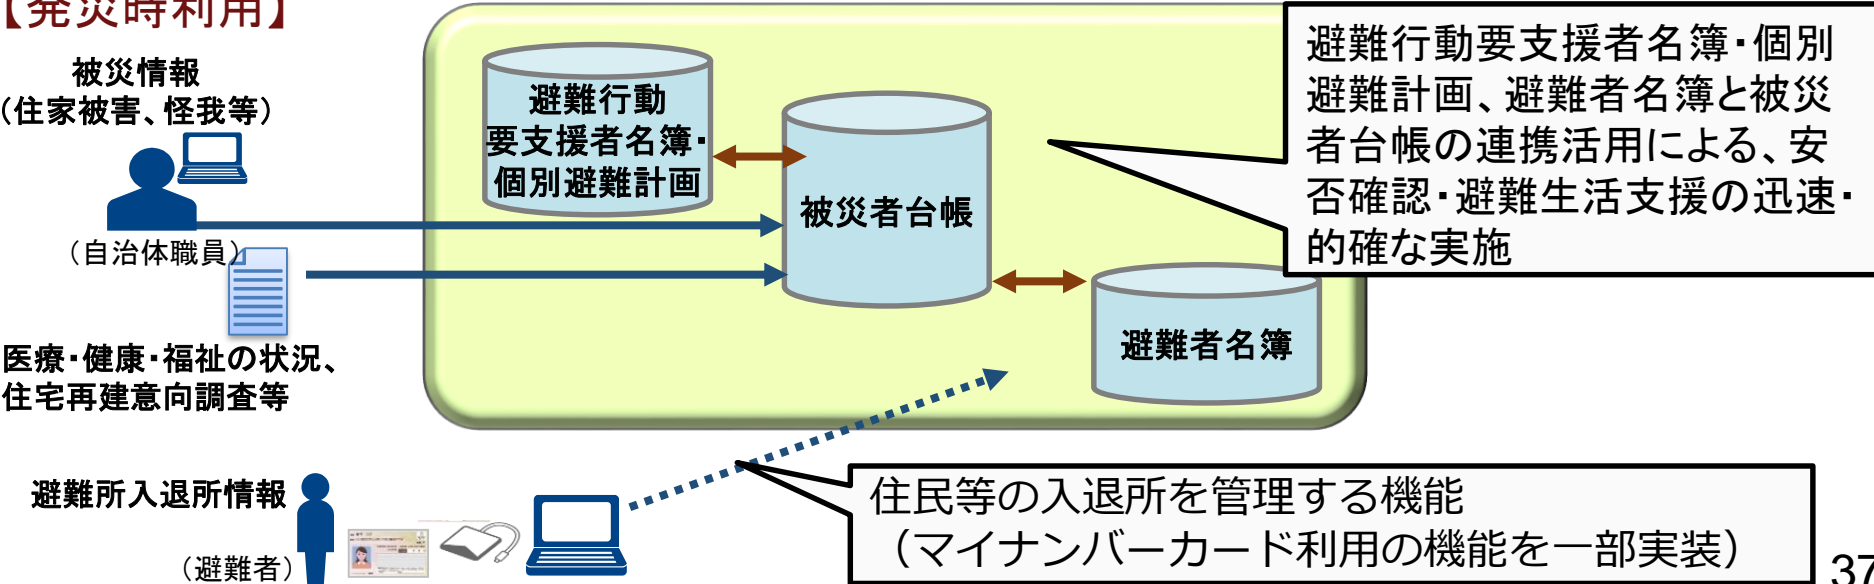 【発災時利用】
被災情報
(住家被害、怪我等)
(自治体職員)
医療・健康・福祉の状況、
住宅再建意向調査等
避難所入退所情報
(避難者)
避難行動
要支援者名簿・
個別避難計画
被災者台帳
避難者名簿
避難行動要支援者名簿・個別
避難計画、避難者名簿と被災
者台帳の連携活用による、安
否確認・避難生活支援の迅速・
的確な実施
住民等の入退所を管理する機能
(マイナンバーカード利用の機能を一部実装)
37